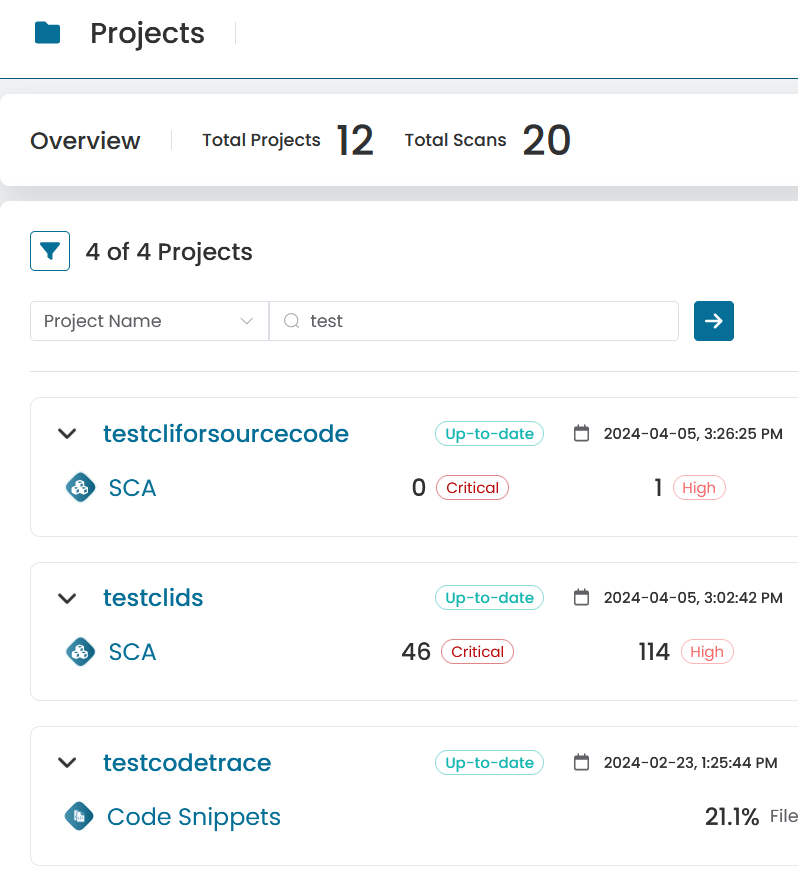 Projects
Overview Total Projects 12 Total Scans 20
4 of 4 Projects
Project Name test
testcliforsourcecode Up-to-date 2024-04-05, 3:26:25 PM
SCA 0 Critical 1 High
testclids Up-to-date 2024-04-05, 3:02:42 PM
SCA 46 Critical 114 High
testcodetrace Up-to-date 2024-02-23, 1:25:44 PM
Code Snippets 21.1% File